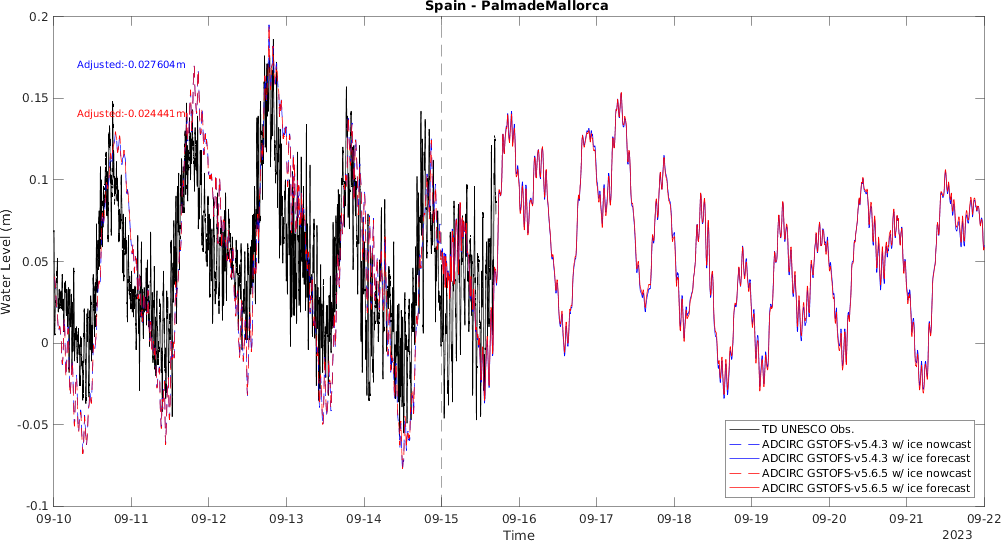 Spain - PalmadeMallorca
0.2
Adjusted:-0.027604m
0.15
Adjusted:-0.024441m
0.1
Water Level (m)
0.05
0
-0.05
TD UNESCO Obs.
ADCIRC GSTOFS-v5.4.3 w/ ice nowcast
ADCIRC GSTOFS-v5.4.3 w/ ice forecast
ADCIRC GSTOFS-v5.6.5 w/ ice nowcast
ADCIRC GSTOFS-v5.6.5 w/ ice forecast
-0.1
09-10 09-11 09-12 09-13 09-14 09-15 09-16 09-17 09-18 09-19 09-20 09-21 09-22
Time
2023